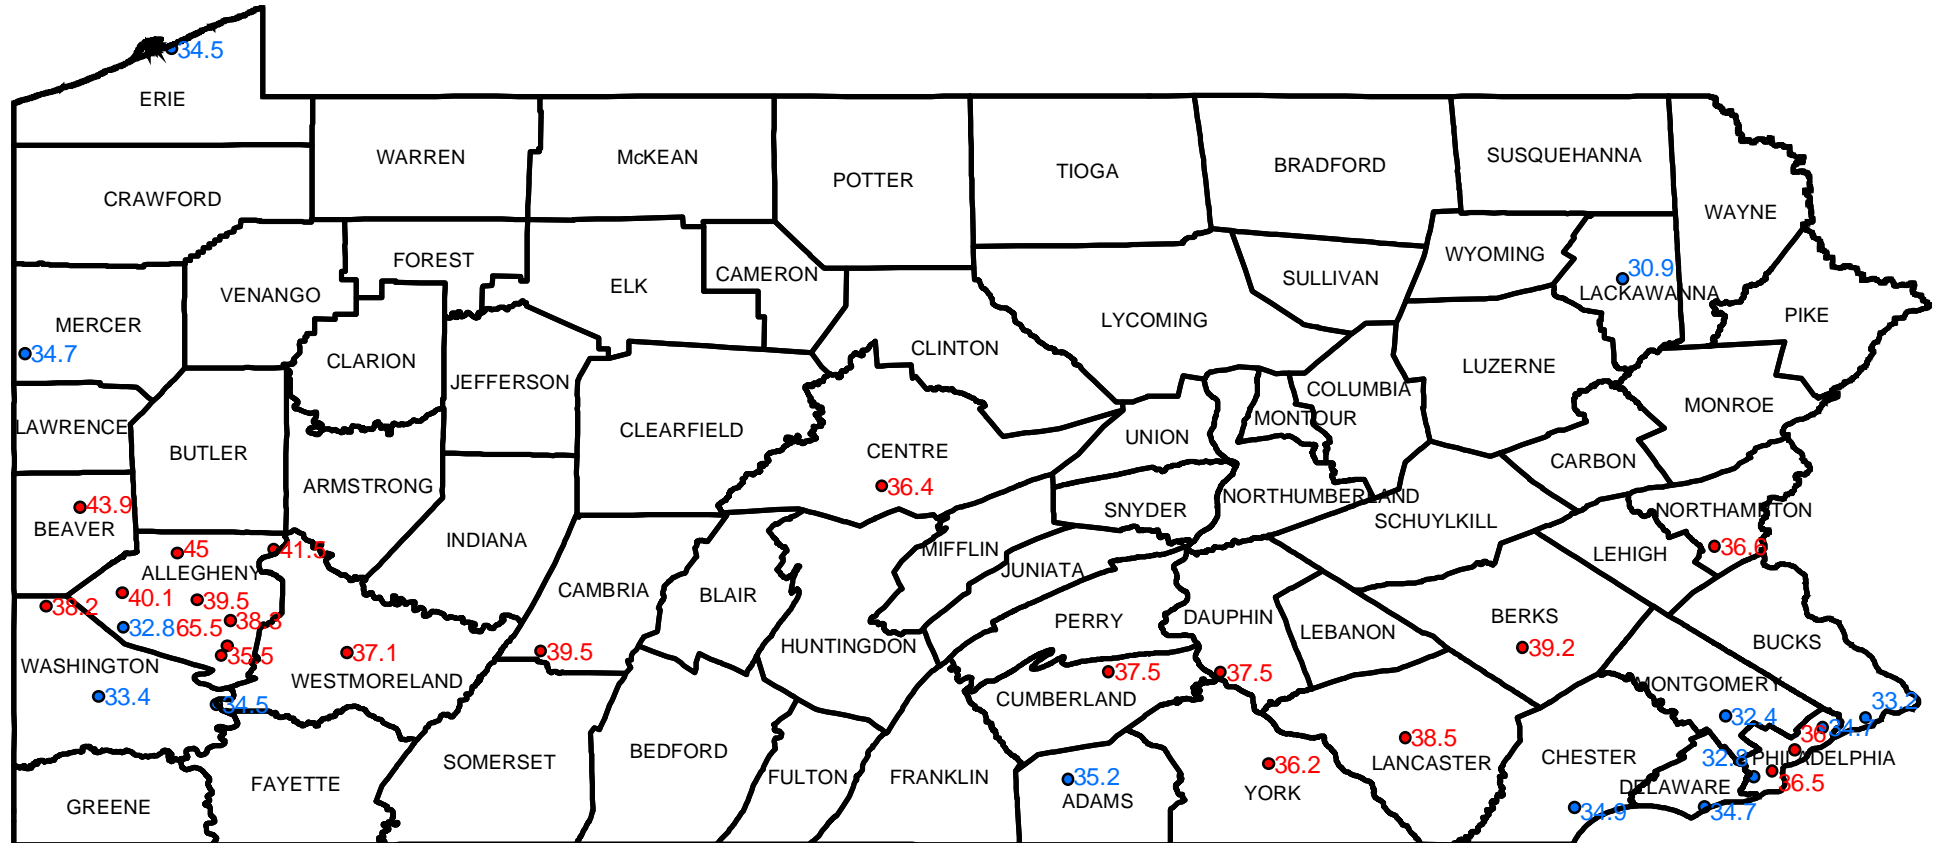 34.5
ERIE
WARREN
McKEAN
POTTER
TIOGA
BRADFORD
SUSQUEHANNA
CRAWFORD
WAYNE
FOREST
CAMERON
WYOMING
SULLIVAN
30.9
LACKAWANNA
VENANGO
ELK
MERCER
34.7
LYCOMING
PIKE
CLARION
CLINTON
JEFFERSON
LUZERNE
COLUMBIA
MONROE
LAWRENCE
MONTOUR
CLEARFIELD
UNION
BUTLER
CENTRE
36.4
CARBON
ARMSTRONG
43.9
BEAVER
NORTHUMBERLAND
SNYDER
NORTHAMPTON
SCHUYLKILL
INDIANA
45
41.5
MIFFLIN
36.6
LEHIGH
ALLEGHENY
JUNIATA
40.1
39.5
CAMBRIA
BLAIR
38.2
38.3
32.8
65.5
PERRY
DAUPHIN
BERKS
LEBANON
BUCKS
35.5
37.1
39.5
HUNTINGDON
39.2
WASHINGTON
WESTMORELAND
37.5
37.5
CUMBERLAND
MONTGOMERY
33.4
34.5
33.2
32.4
34.7
36
38.5
LANCASTER
SOMERSET
BEDFORD
CHESTER
32.8
PHILADELPHIA
36.2
YORK
FULTON
FRANKLIN
35.2
ADAMS
36.5
DELAWARE
FAYETTE
GREENE
34.9
34.7